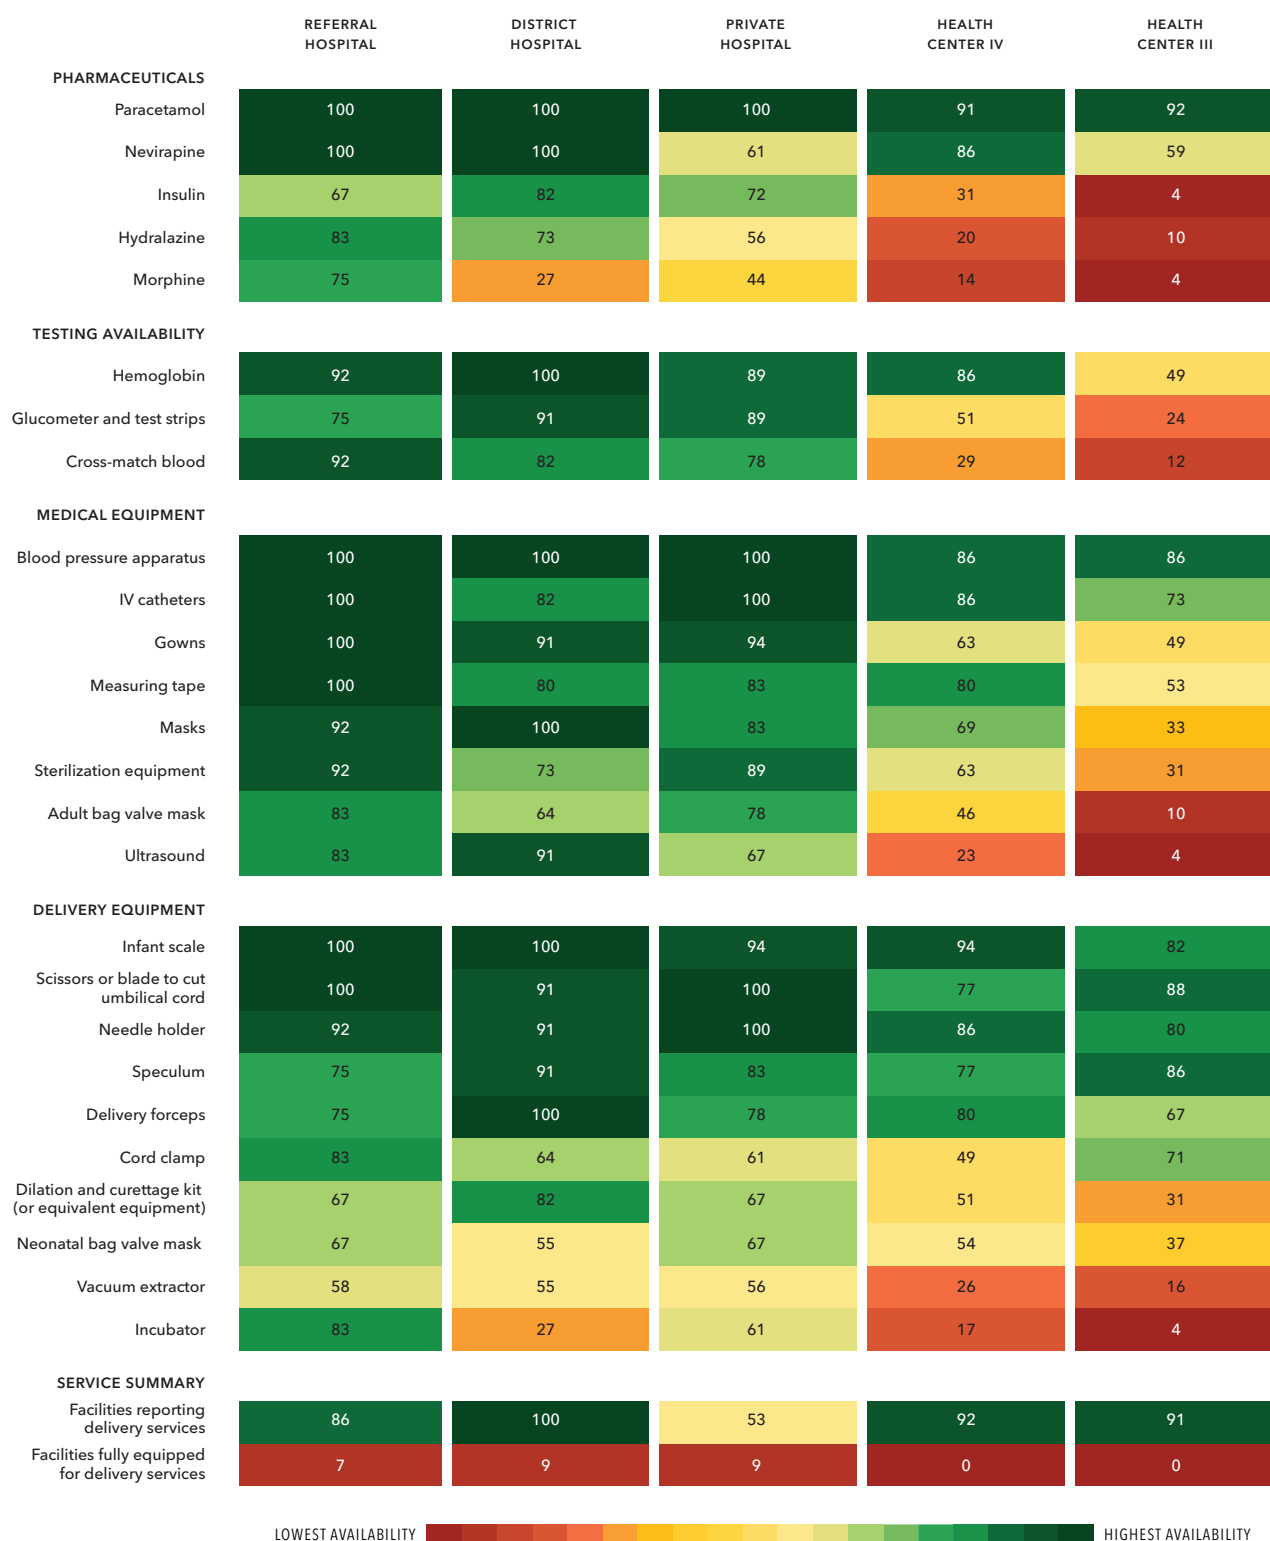 REFERRAL HOSPITAL DISTRICT HOSPITAL PRIVATE HOSPITAL HEALTH CENTER IV HEALTH CENTER III
PHARMACEUTICALS
Paracetamol 100 100 100 91 92
Nevirapine 100 100 61 86 59
Insulin 67 82 72 31 4
Hydralazine 83 73 56 20 10
Morphine 75 27 44 14 4
TESTING AVAILABILITY
Hemoglobin 92 100 89 86 49
Glucometer and test strips 75 91 89 51 24
Cross-match blood 92 82 78 29 12
MEDICAL EQUIPMENT
Blood pressure apparatus 100 100 100 86 86
IV catheters 100 82 100 86 73
Gowns 100 91 94 63 49
Measuring tape 100 80 83 80 53
Masks 92 100 83 69 33
Sterilization equipment 92 73 89 63 31
Adult bag valve mask 83 64 78 46 10
Ultrasound 83 91 67 23 4
DELIVERY EQUIPMENT
Infant scale 100 100 94 94 82
Scissors or blade to cut
umbilical cord 100 91 100 77 88
Needle holder 92 91 100 86 80
Speculum 75 91 83 77 86
Delivery forceps 75 100 78 80 67
Cord clamp 83 64 61 49 71
Dilation and curettage kit
(or equivalent equipment) 67 82 67 51 31
Neonatal bag valve mask 67 55 67 54 37
Vacuum extractor 58 55 56 26 16
Incubator 83 27 61 17 4
SERVICE SUMMARY
Facilities reporting
delivery services 86 100 53 92 91
Facilities fully equipped
for delivery services 7 9 9 0 0
LOWEST AVAILABILITY HIGHEST AVAILABILITY